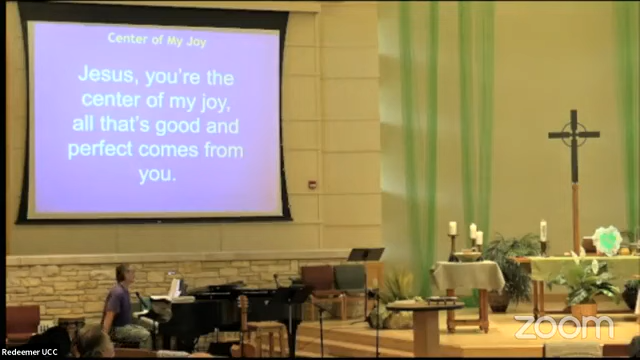 Center of My Joy
Jesus, you're the
center of my joy,
all that's good and
perfect comes from
you.
zoom
Redeemer UCC